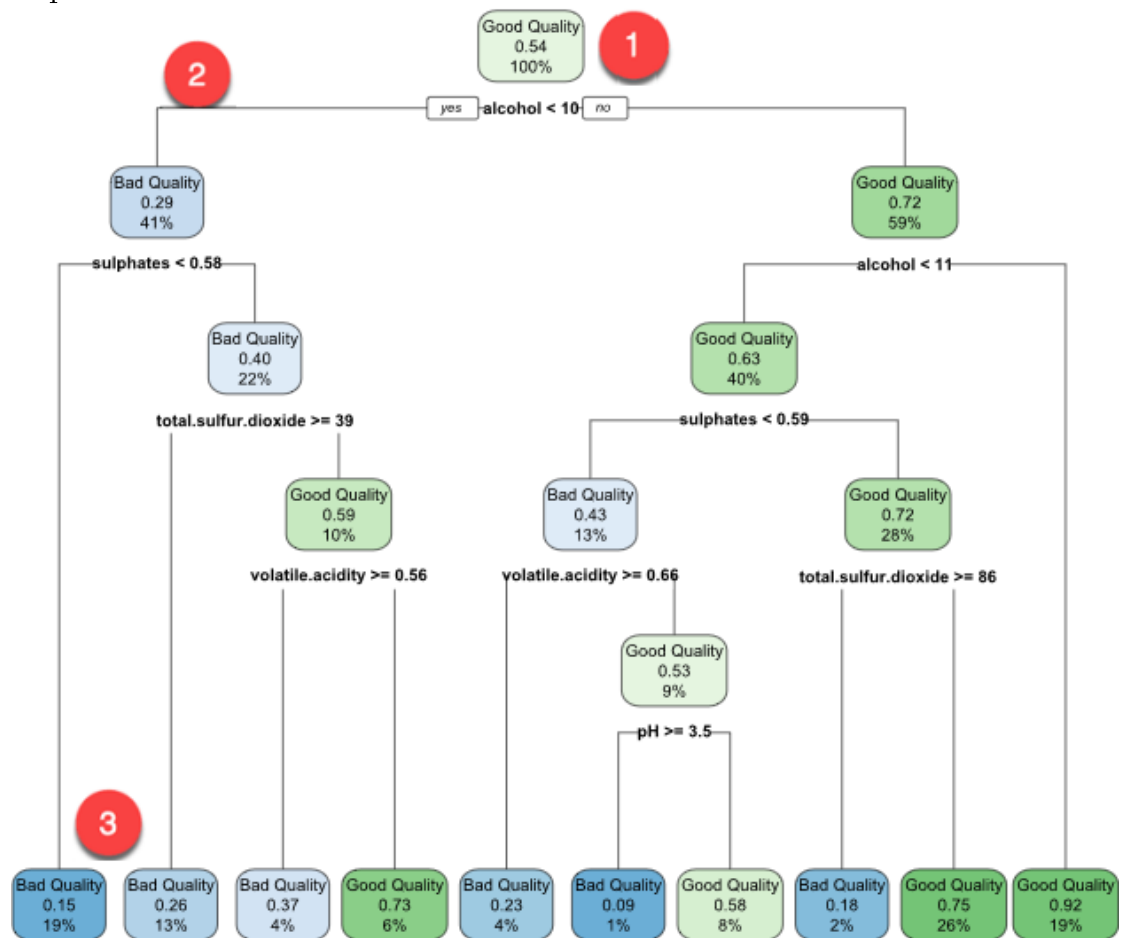 Good Quality
0.54
100%
1
2
yes alcohol < 10 no
Bad Quality
0.29
41%
Good Quality
0.72
59%
sulphates < 0.58
alcohol < 11
Bad Quality
0.40
22%
Good Quality
0.63
40%
total.sulfur.dioxide >= 39
sulphates < 0.59
Good Quality
0.59
10%
Bad Quality
0.43
13%
Good Quality
0.72
28%
volatile.acidity >= 0.56
volatile.acidity >= 0.66
total.sulfur.dioxide >= 86
Good Quality
0.53
9%
pH >= 3.5
3
Bad Quality
0.15
19%
Bad Quality
0.26
13%
Bad Quality
0.37
4%
Good Quality
0.73
6%
Bad Quality
0.23
4%
Bad Quality
0.09
1%
Good Quality
0.58
8%
Bad Quality
0.18
2%
Good Quality
0.75
26%
Good Quality
0.92
19%